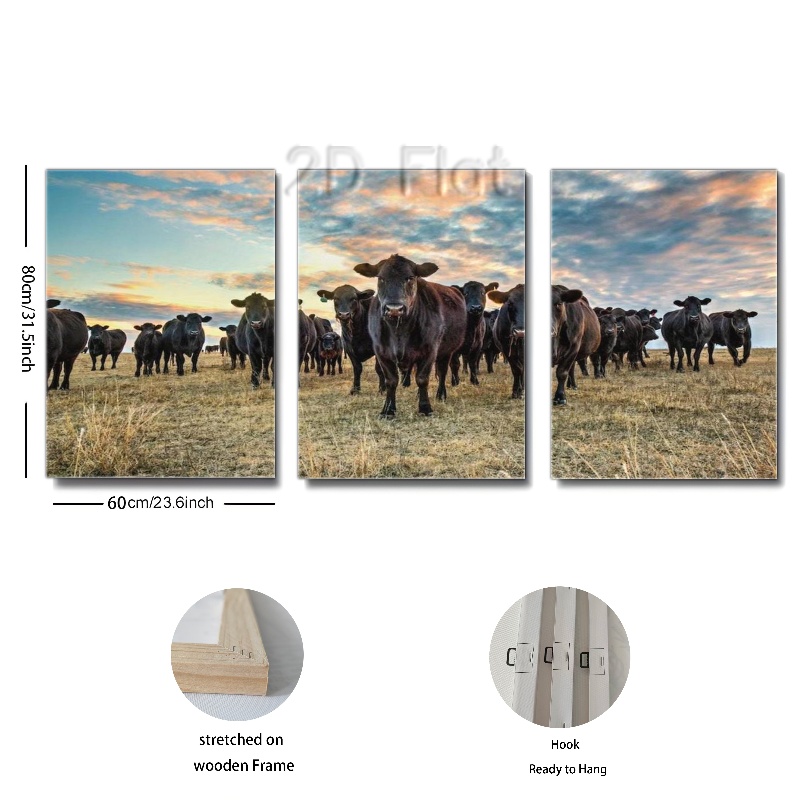 2D Flat
80cm/31.5inch
60cm/23.6inch
stretched on
wooden Frame
Hook
Ready to Hang